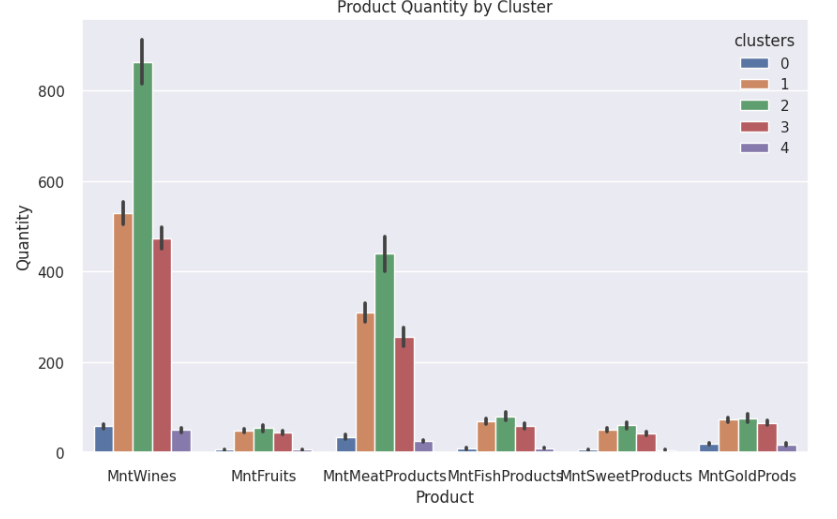 Product Quantity by Cluster
clusters
0
1
2
3
4
800
600
400
200
0
Quantity
MntWines MntFruits MntMeatProducts MntFishProducts MntSweetProducts MntGoldProds
Product